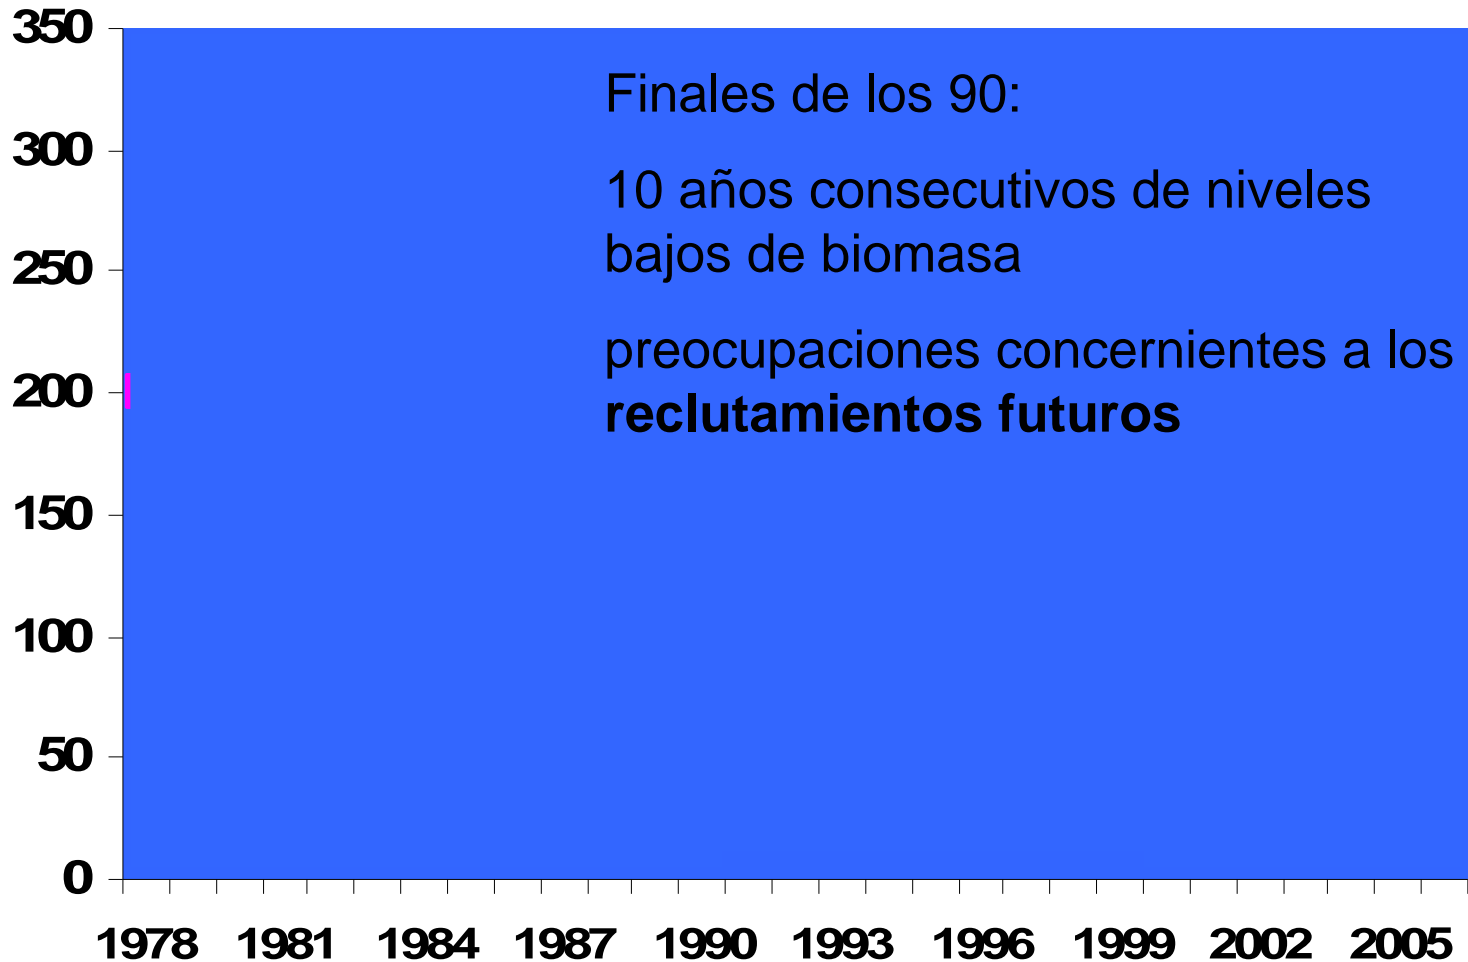 350
Finales de los 90:
300
10 años consecutivos de niveles
bajos de biomasa
250
preocupaciones concernientes a los
200
reclutamientos futuros
150
100
50
0
1978 1981 1984 1987 1990 1993 1996 1999 2002 2005